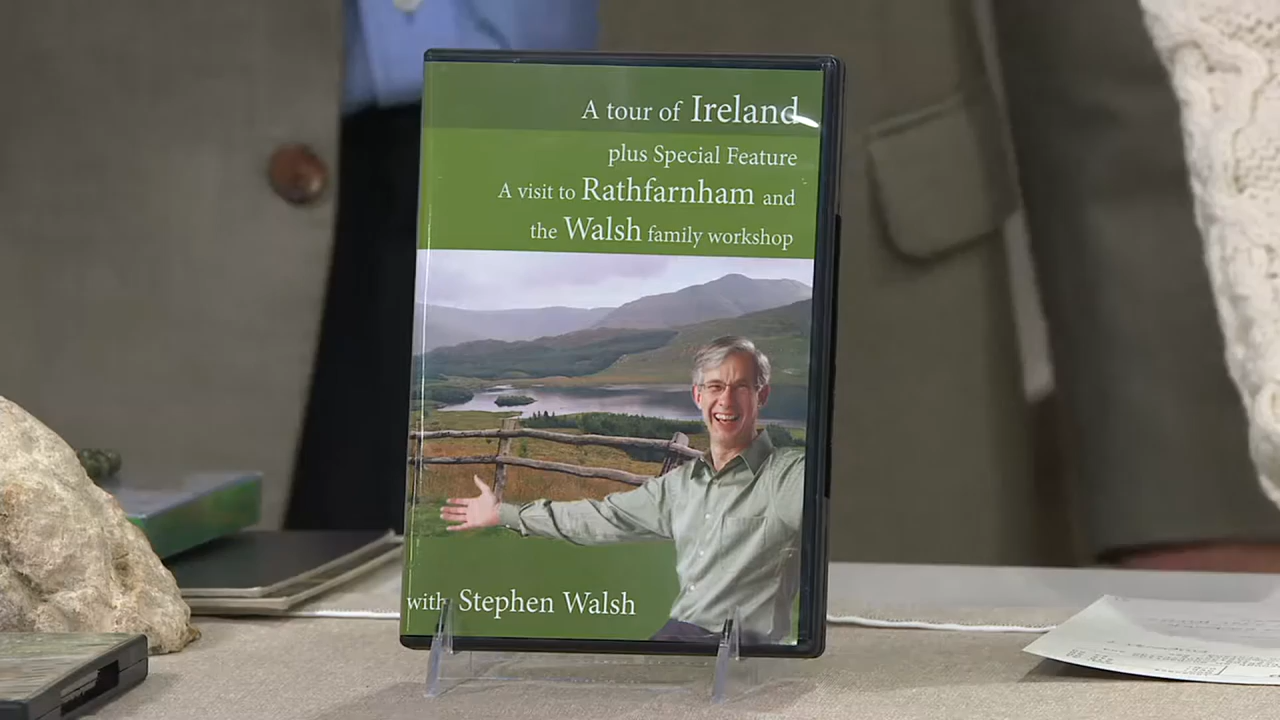 A tour of Ireland
plus Special Feature
A visit to Rathfarnham and
the Walsh family workshop
with Stephen Walsh